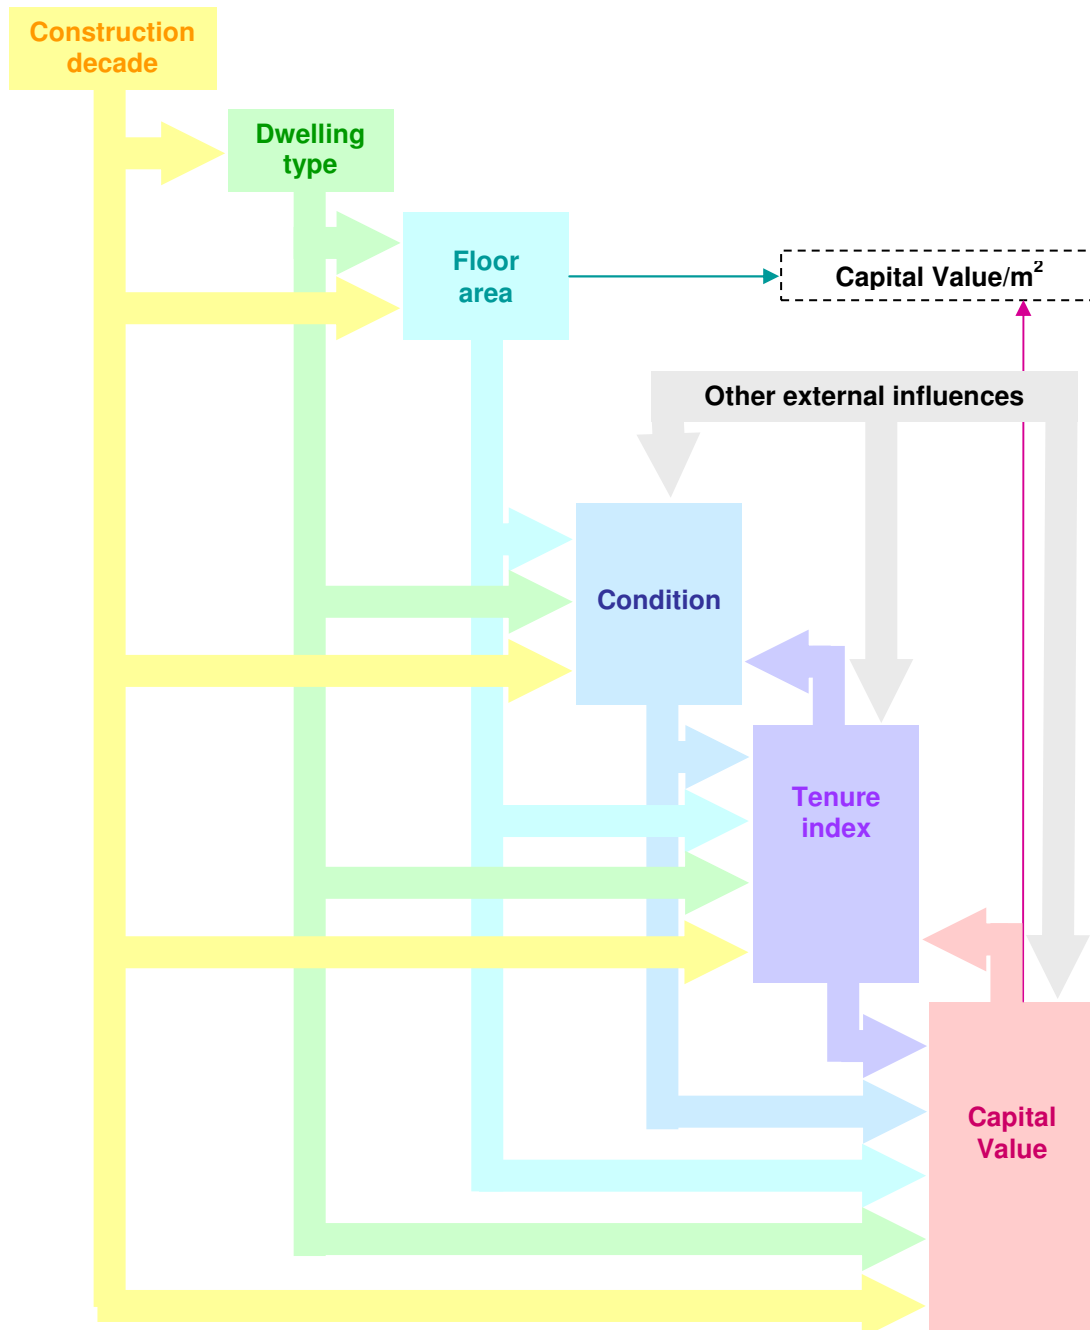 Construction
decade
Dwelling
type
Floor
area
Capital Value/m²
Other external influences
Condition
Tenure
index
Capital
Value